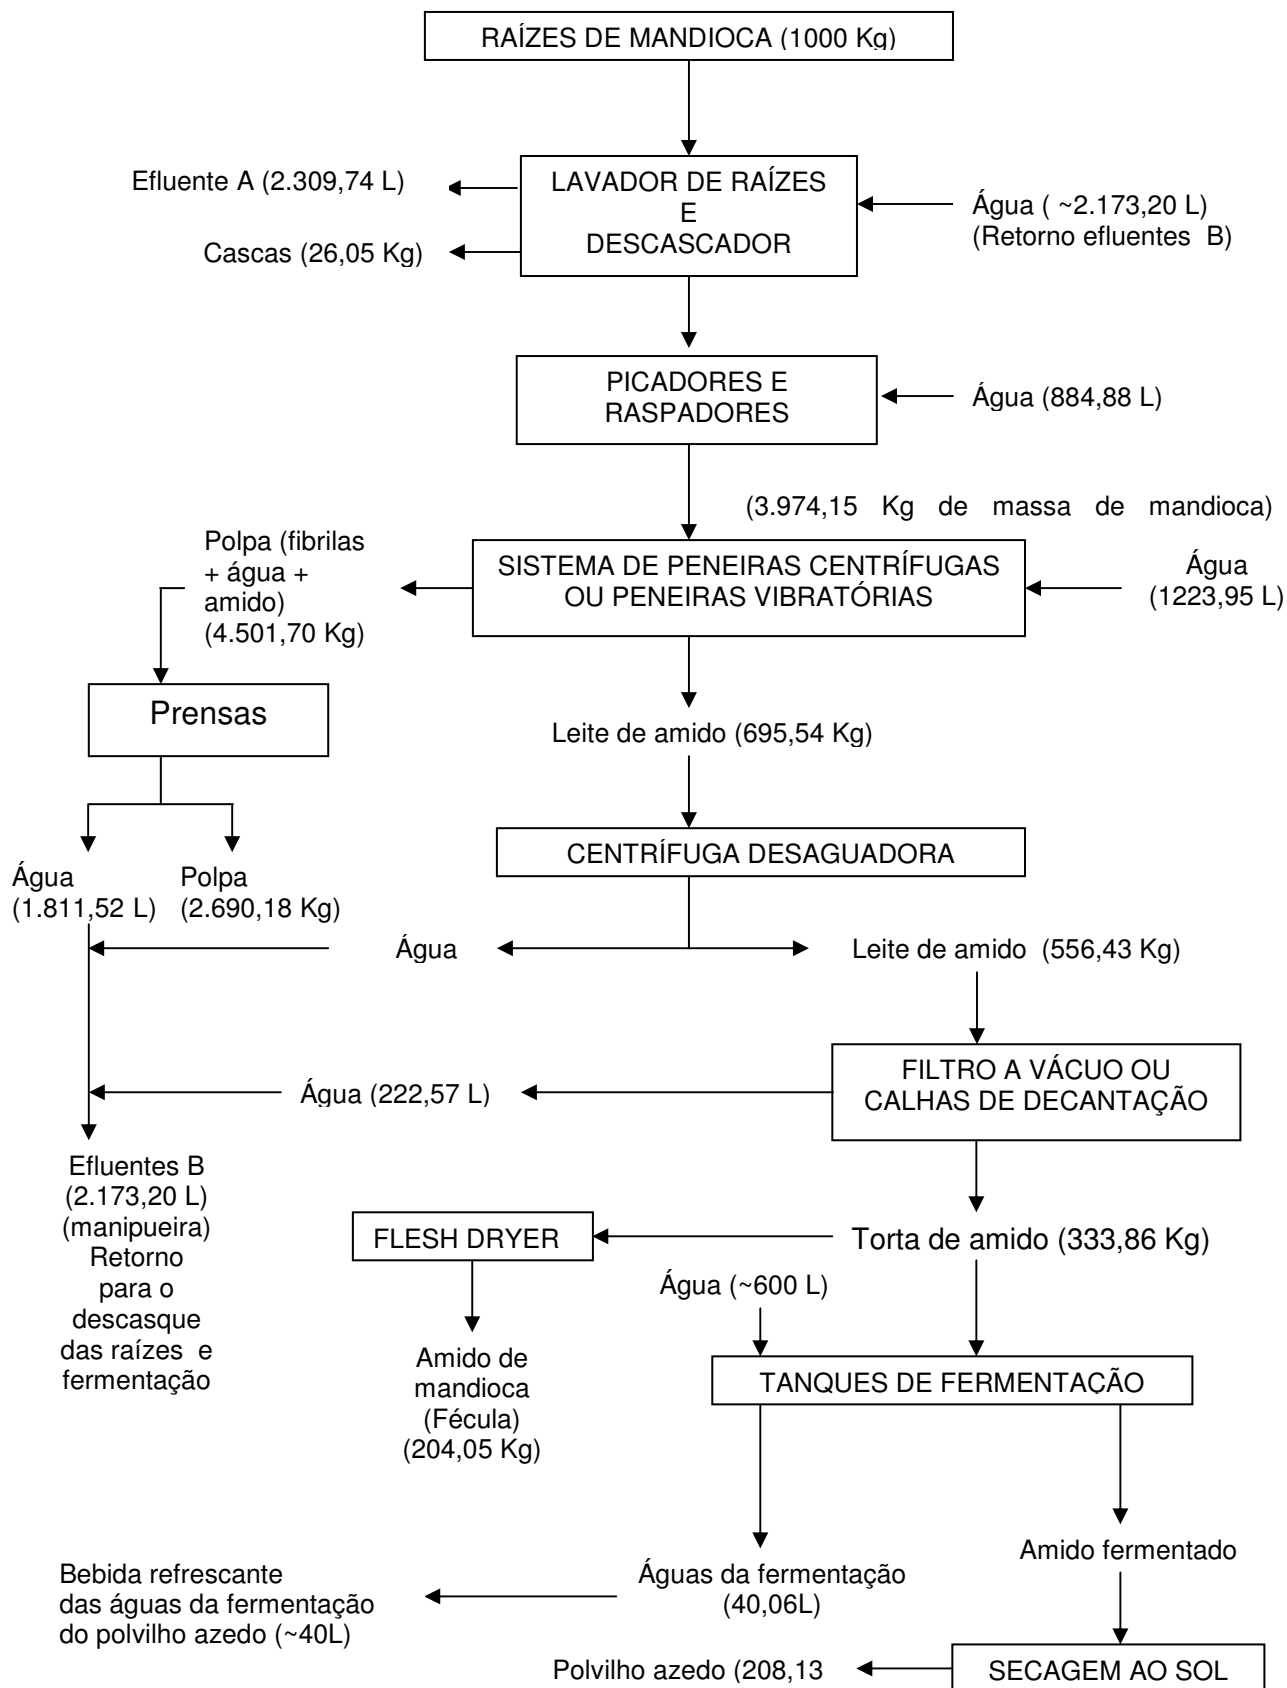 RAÍZES DE MANDIOCA (1000 Kg)
Efluente A (2.309,74 L)
Cascas (26,05 Kg)
LAVADOR DE RAÍZES
E
DESCASCADOR
Água ( ~2.173,20 L)
(Retorno efluentes B)
PICADORES E
RASPADORES
Água (884,88 L)
(3.974,15 Kg de massa de mandioca)
Polpa (fibrilas
+ água +
amido)
(4.501,70 Kg)
SISTEMA DE PENEIRAS CENTRÍFUGAS
OU PENEIRAS VIBRATÓRIAS
Água
(1223,95 L)
Prensas
Leite de amido (695,54 Kg)
Água
(1.811,52 L)
Polpa
(2.690,18 Kg)
CENTRÍFUGA DESAGUADORA
Água
Leite de amido (556,43 Kg)
FILTRO A VÁCUO OU
CALHAS DE DECANTAÇÃO
Água (222,57 L)
Efluentes B
(2.173,20 L)
(manipueira)
Retorno
para o
descasque
das raízes e
fermentação
FLESH DRYER
Torta de amido (333,86 Kg)
Água (~600 L)
Amido de
mandioca
(Fécula)
(204,05 Kg)
TANQUES DE FERMENTAÇÃO
Bebida refrescante
das águas da fermentação
do polvilho azedo (~40L)
Águas da fermentação
(40,06L)
Amido fermentado
Polvilho azedo (208,13
SECAGEM AO SOL